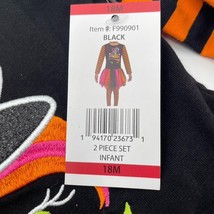 18M
Item #: F990901
BLACK
1 94170 23673 1
2 PIECE SET
INFANT
18M